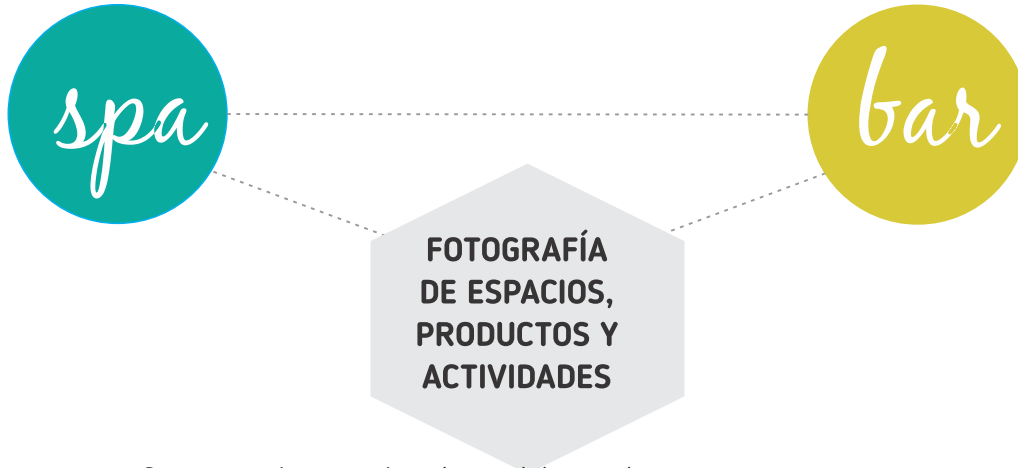 spa
bar
FOTOGRAFÍA
DE ESPACIOS,
PRODUCTOS Y
ACTIVIDADES